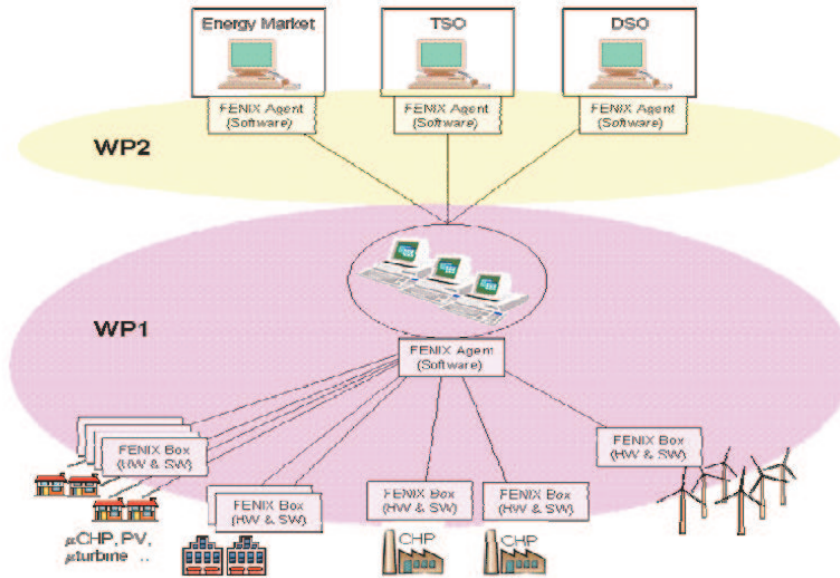 Energy Market
TSO
DSO
FENIX Agent
(Software)
FENIX Agent
(Software)
FENIX Agent
(Software)
WP2
WP1
FENIX Agent
(Software)
FENIX Box
(HW & SW)
FENIX Box
(HW & SW)
FENIX Box
(HW & SW)
FENIX Box
(HW & SW)
FENIX Box
(HW & SW)
CHP
CHP
μCHP, PV,
μturbine ..